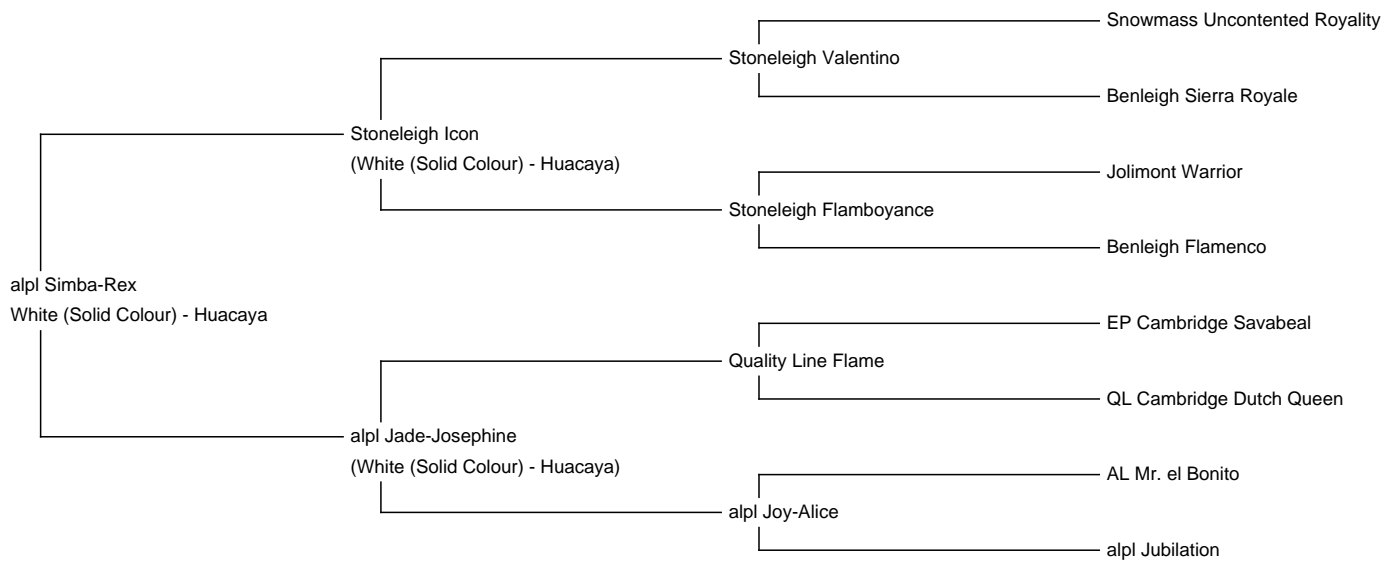 Snowmass Uncontented Royality
Stoneleigh Valentino
Benleigh Sierra Royale
Stoneleigh Icon
(White (Solid Colour) - Huacaya)
Jolimont Warrior
Stoneleigh Flamboyance
Benleigh Flamenco
alpl Simba-Rex
White (Solid Colour) - Huacaya
EP Cambridge Savabeal
Quality Line Flame
QL Cambridge Dutch Queen
alpl Jade-Josephine
(White (Solid Colour) - Huacaya)
AL Mr. el Bonito
alpl Joy-Alice
alpl Jubilation